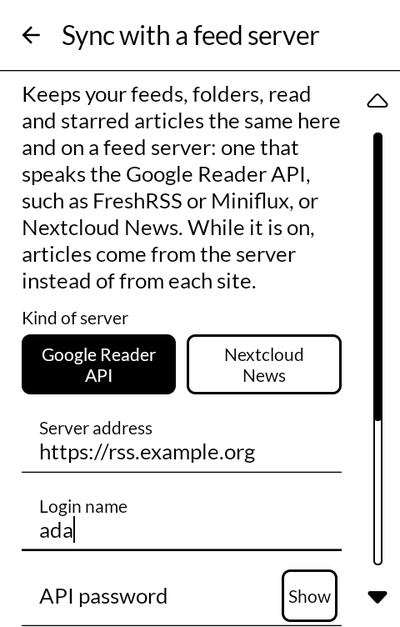 Sync with a feed server
Keeps your feeds, folders, read
and starred articles the same here
and on a feed server: one that
speaks the Google Reader API,
such as FreshRSS or Miniflux, or
Nextcloud News. While it is on,
articles come from the server
instead of from each site.
Kind of server
Google Reader
API
Nextcloud
News
Server address
https://rss.example.org
Login name
ada
API password
Show